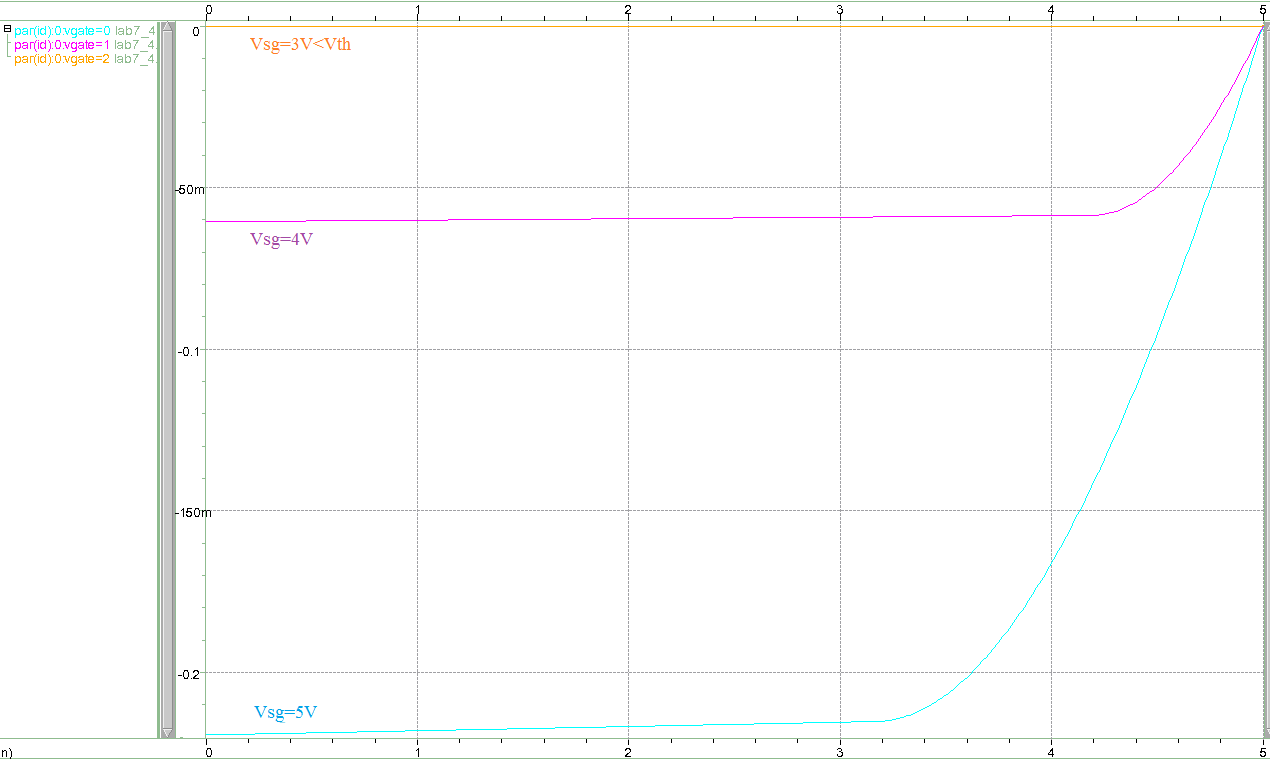 0 1 2 3 4 5
par(id):0:vgate=0 lab7_4
par(id):0:vgate=1 lab7_4.
par(id):0:vgate=2 lab7_4.
0
Vsg=3V<Vth
-50m
Vsg=4V
-0.1
-150m
-0.2
Vsg=5V
n) 0 1 2 3 4 5